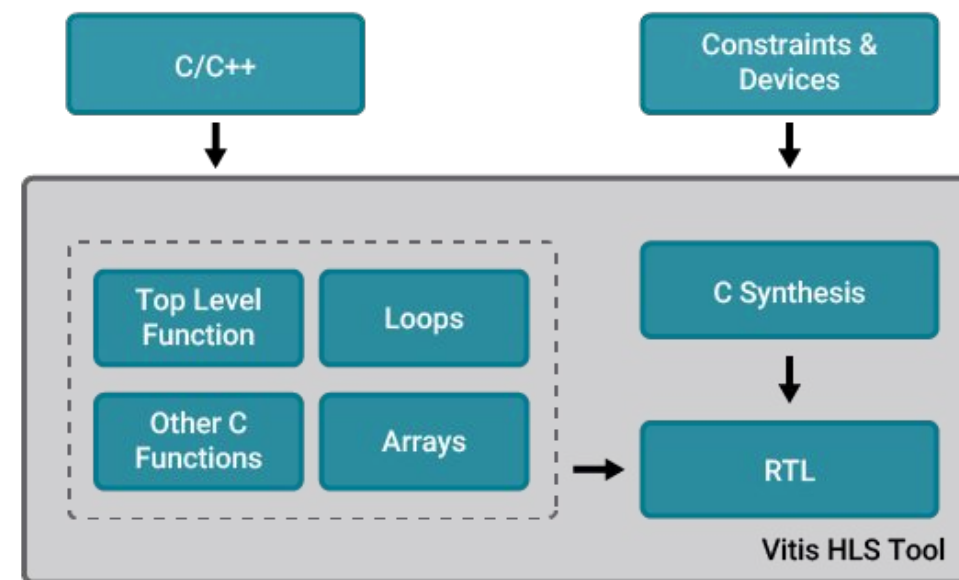 C/C++
Constraints &
Devices
Top Level
Function
Loops
C Synthesis
Other C
Functions
Arrays
RTL
Vitis HLS Tool